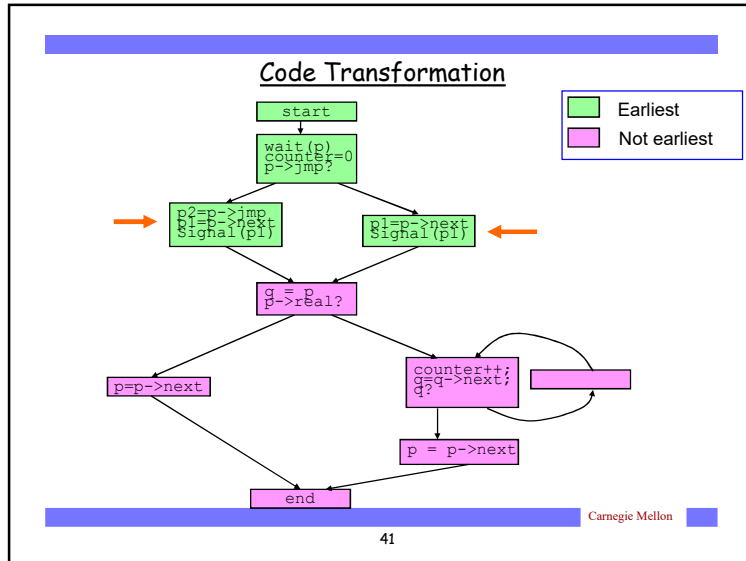 Code Transformation
start
Earliest
Not earliest
wait(p)
counter=0
p->jmp?
p2=p->jmp
p1=p->next
Signal(p1)
p1=p->next
Signal(p1)
q = p
p->real?
counter++;
q=q->next;
q?
p=p->next
p = p->next
end
Carnegie Mellon
41